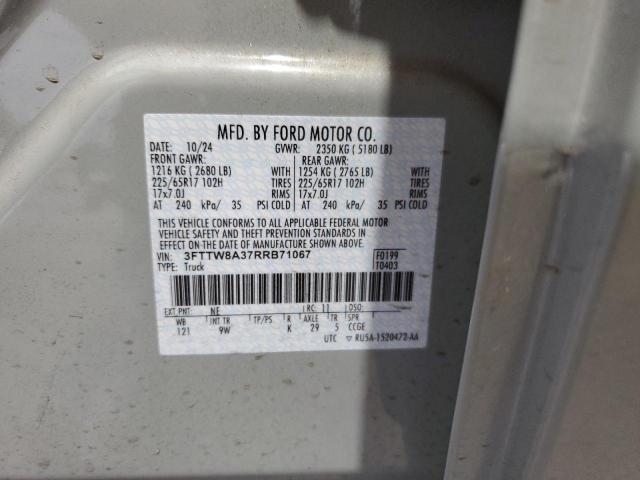 MFD. BY FORD MOTOR CO.
DATE: 10/24 GVWR: 2350 KG ( 5180 LB)
FRONT GAWR: REAR GAWR:
1216 KG ( 2680 LB) WITH 1254 KG ( 2765 LB) WITH
225/65R17 102H TIRES 225/65R17 102H TIRES
17x7.0J RIMS 17x7.0J RIMS
AT 240 kPa/ 35 PSI COLD AT 240 kPa/ 35 PSI COLD
THIS VEHICLE CONFORMS TO ALL APPLICABLE FEDERAL MOTOR
VEHICLE SAFETY AND THEFT PREVENTION STANDARDS IN
EFFECT ON THE DATE OF MANUFACTURE SHOWN ABOVE.
VIN: 3FTTW8A37RRB71067 F0199
TYPE: Truck T0403
EXT PNT: NE RC: 11 DSO:
WB INT TR TP/PS R AXLE TR SPR
121 9W K 29 5 CCGE
UTC ▽ RU5A-1520472-AA